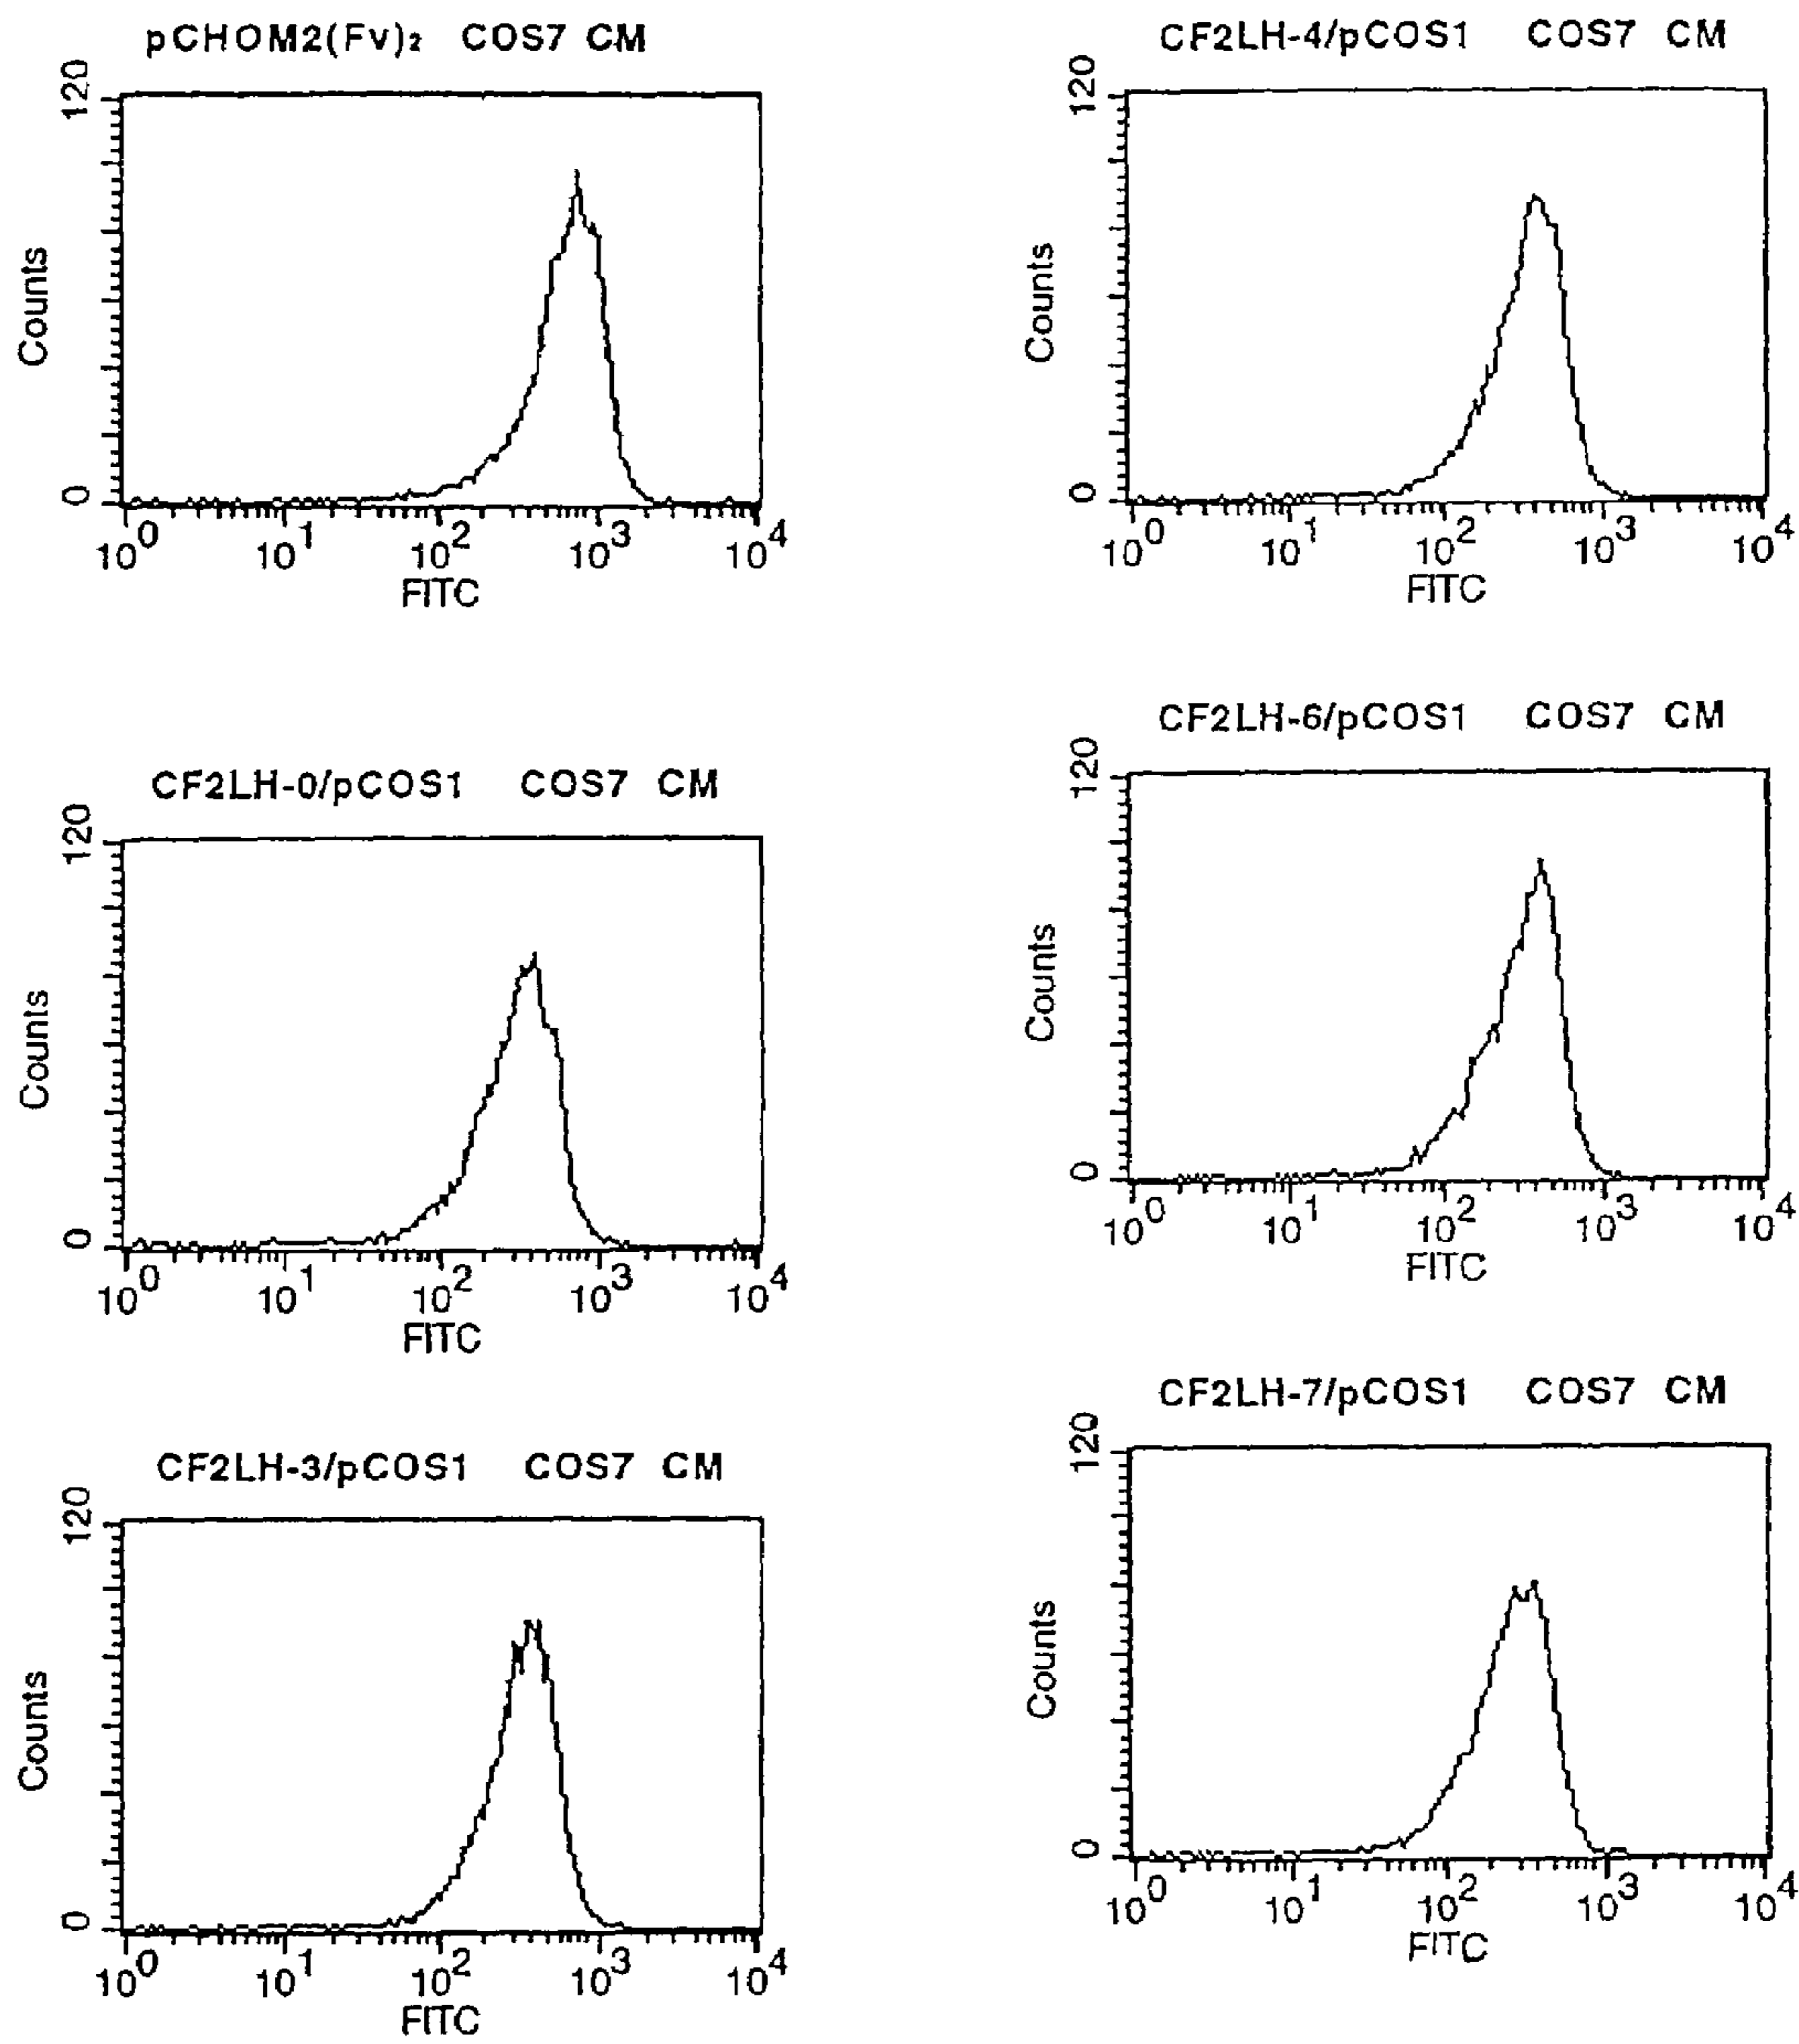 pCHOM2(Fv)₂ COS7 CM
120
Counts
0
10⁰ 10¹ 10² 10³ 10⁴
FITC
CF2LH-0/pCOS1 COS7 CM
120
Counts
0
10⁰ 10¹ 10² 10³ 10⁴
FITC
CF2LH-3/pCOS1 COS7 CM
120
Counts
0
10⁰ 10¹ 10² 10³ 10⁴
FITC
CF2LH-4/pCOS1 COS7 CM
120
Counts
0
10⁰ 10¹ 10² 10³ 10⁴
FITC
CF2LH-6/pCOS1 COS7 CM
120
Counts
0
10⁰ 10¹ 10² 10³ 10⁴
FITC
CF2LH-7/pCOS1 COS7 CM
120
Counts
0
10⁰ 10¹ 10² 10³ 10⁴
FITC